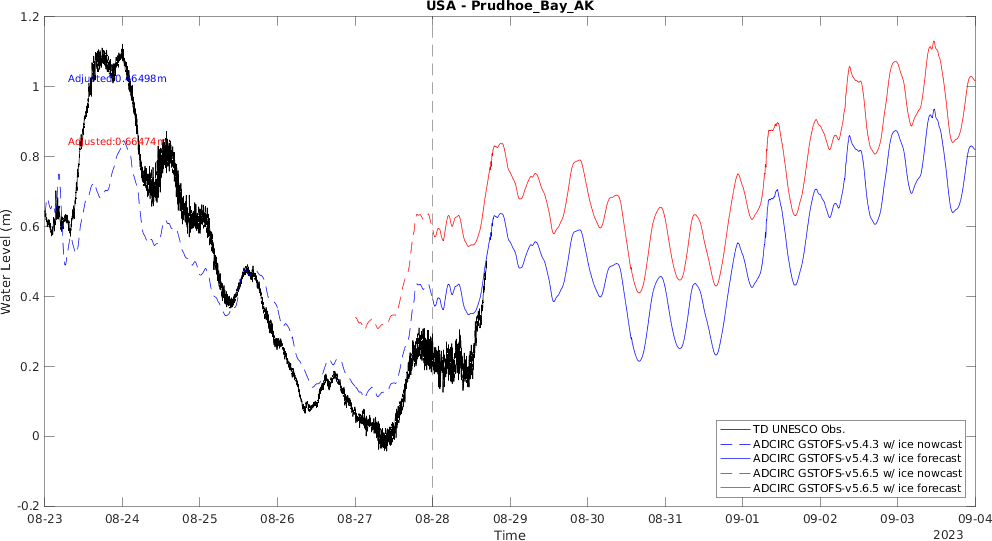 USA - Prudhoe_Bay_AK
1.2
1
0.8
0.6
0.4
0.2
0
-0.2
Water Level (m)
Adjusted:0.46498m
Adjusted:0.66474m
TD UNESCO Obs.
ADCIRC GSTOFS-v5.4.3 w/ ice nowcast
ADCIRC GSTOFS-v5.4.3 w/ ice forecast
ADCIRC GSTOFS-v5.6.5 w/ ice nowcast
ADCIRC GSTOFS-v5.6.5 w/ ice forecast
08-23 08-24 08-25 08-26 08-27 08-28 08-29 08-30 08-31 09-01 09-02 09-03 09-04
Time
2023